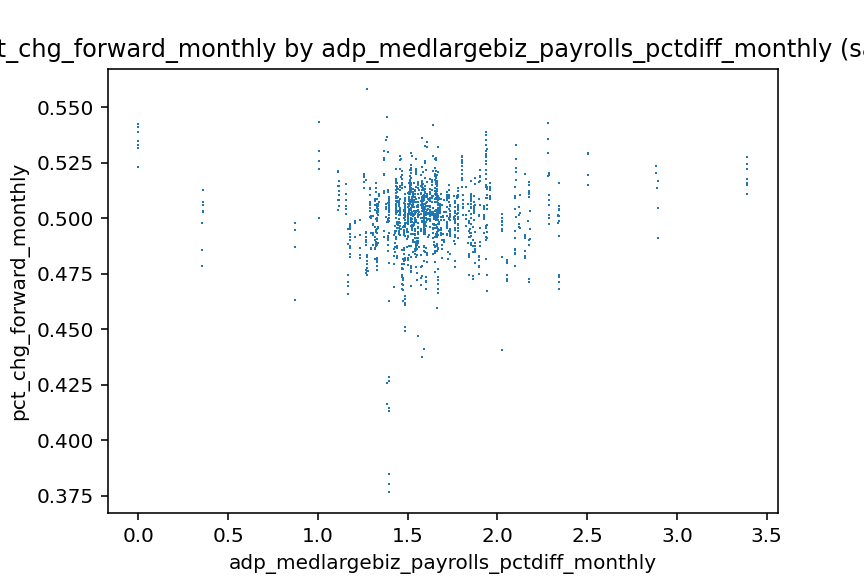 t_chg_forward_monthly by adp_medlargebiz_payrolls_pctdiff_monthly (sa
pct_chg_forward_monthly
0.550
0.525
0.500
0.475
0.450
0.425
0.400
0.375
0.0 0.5 1.0 1.5 2.0 2.5 3.0 3.5
adp_medlargebiz_payrolls_pctdiff_monthly